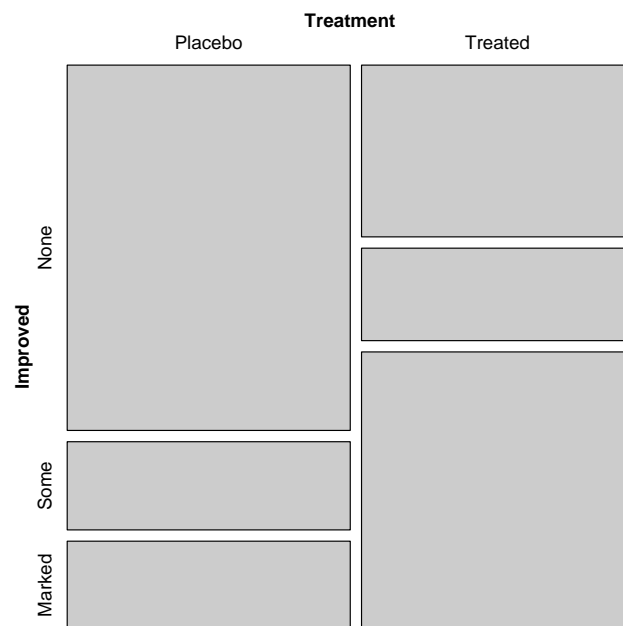 Treatment
Placebo Treated
Improved
None
Some
Marked